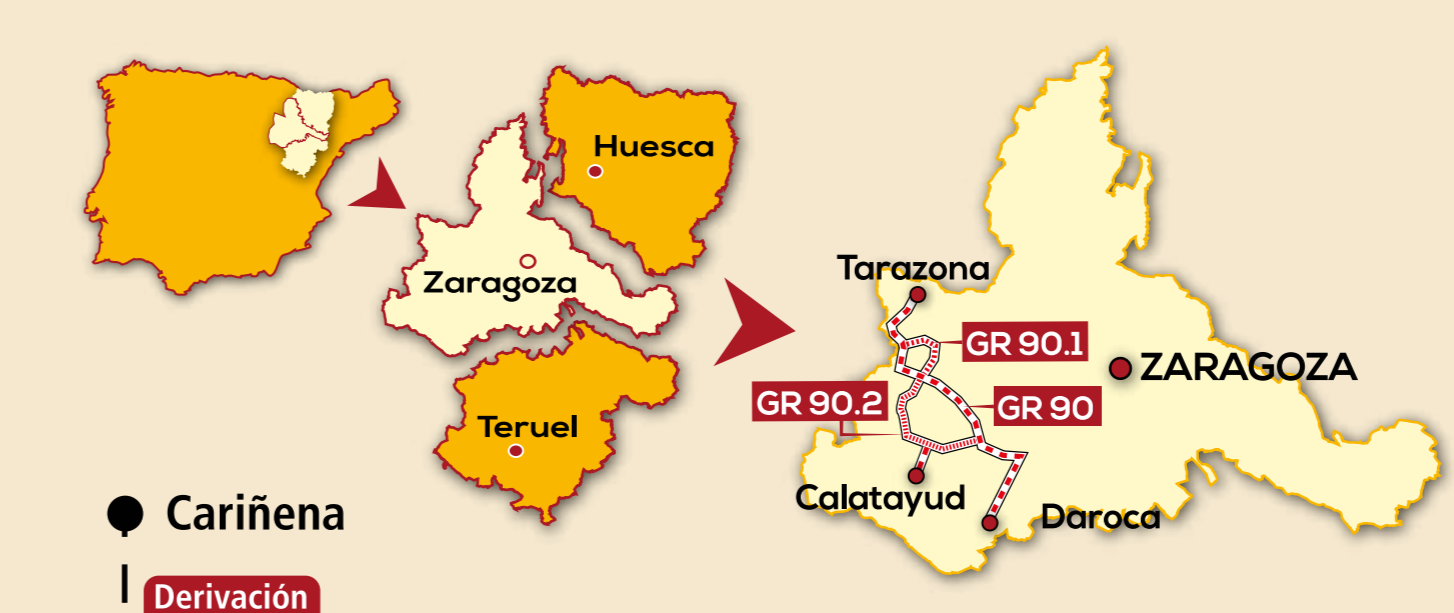 Huesca
Zaragoza
Teruel
Tarazona
GR 90.1
ZARAGOZA
GR 90.2
GR 90
Calatayud
Daroca
Cariñena
Derivación